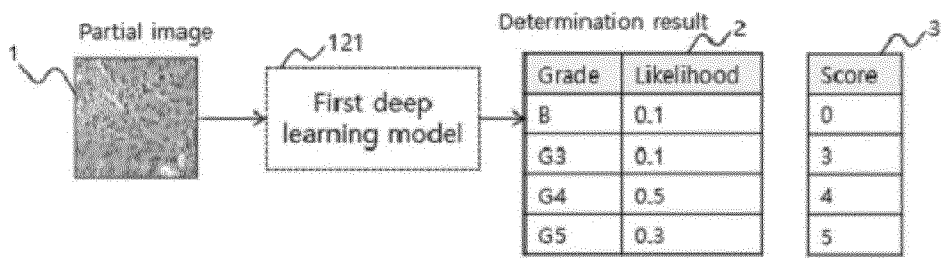 Partial image
1
121
First deep
learning model
Determination result
2
3
Grade Likelihood Score
B 0.1 0
G3 0.1 3
G4 0.5 4
G5 0.3 5